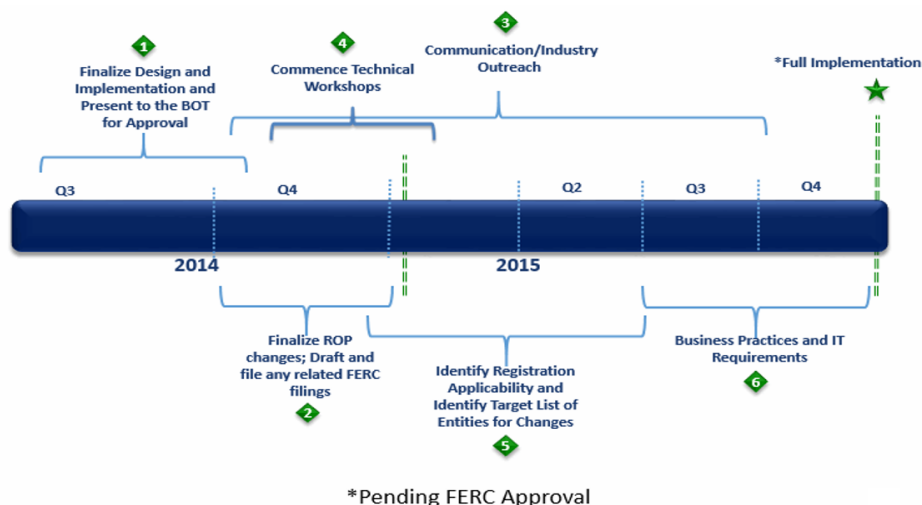 1
Finalize Design and
Implementation and
Present to the BOT
for Approval
4
Commence Technical
Workshops
3
Communication/Industry
Outreach
*Full Implementation
Q3
Q4
Q2
Q3
Q4
2014
2015
Finalize ROP
changes; Draft and
file any related FERC
filings
2
Identify Registration
Applicability and
Identify Target List of
Entities for Changes
5
Business Practices and IT
Requirements
6
*Pending FERC Approval